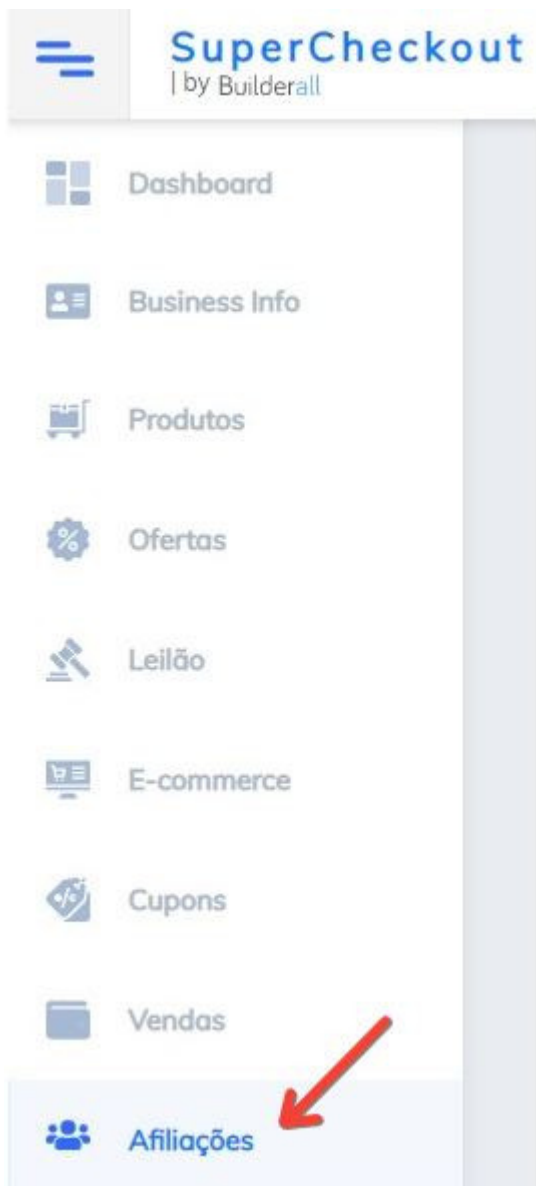 SuperCheckout
| by Builderall
Dashboard
Business Info
Produtos
Ofertas
Leilão
E-commerce
Cupons
Vendas
Afiliações